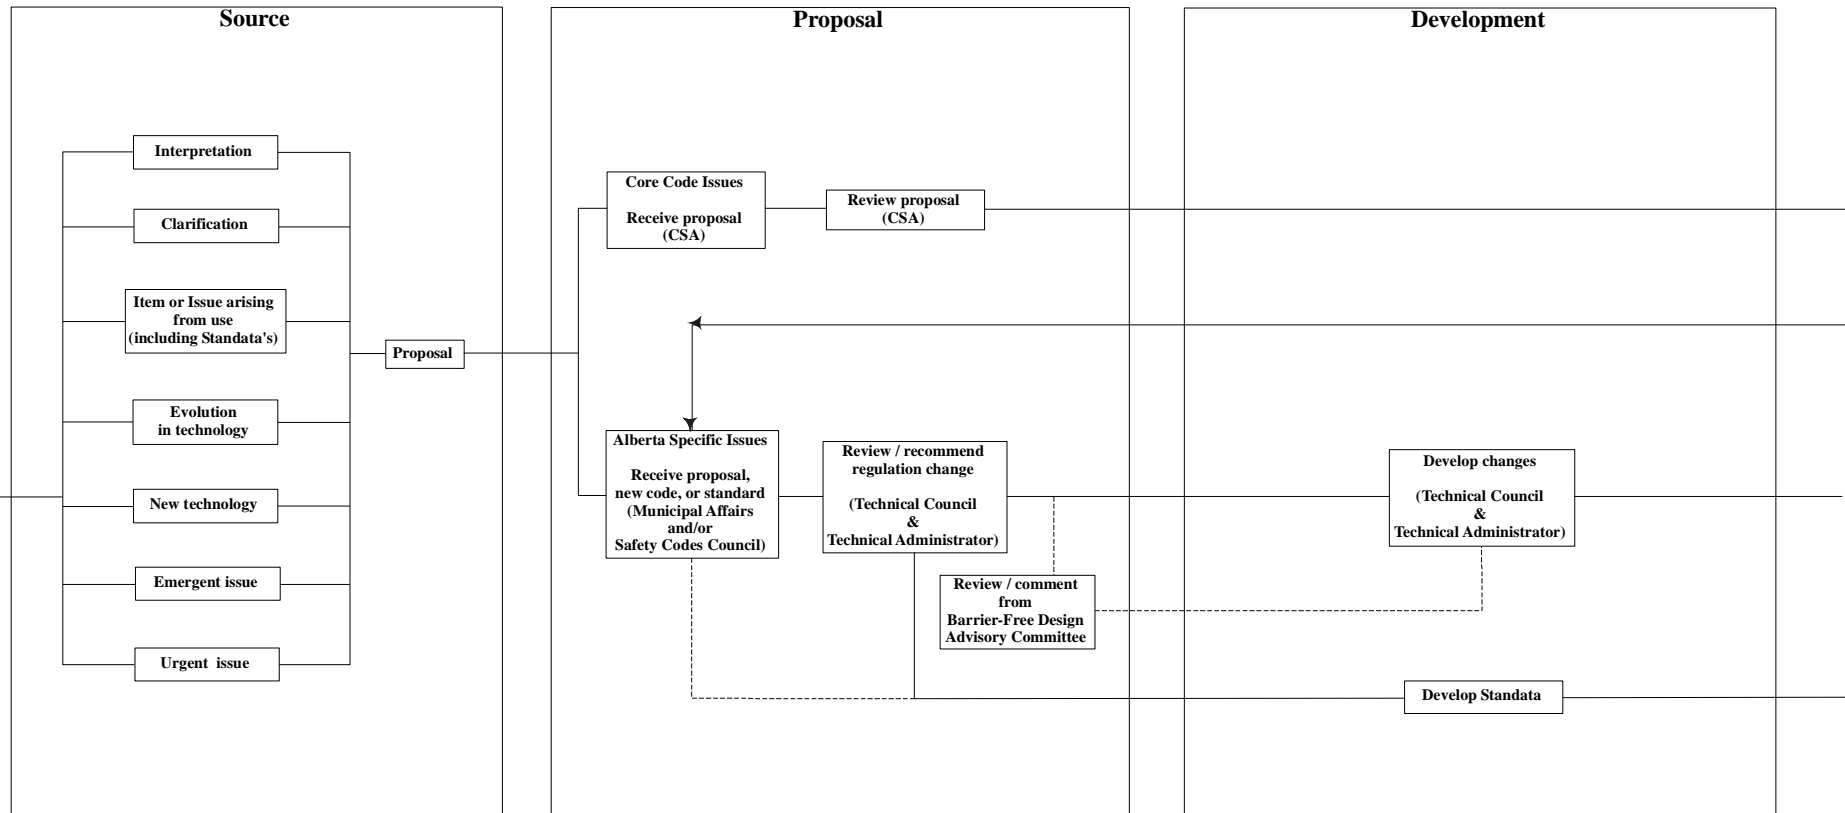 Source
Interpretation
Clarification
Item or Issue arising
from use
(including Standata's)
Evolution
in technology
New technology
Emergent issue
Urgent issue
Proposal
Proposal
Core Code Issues
Receive proposal
(CSA)
Review proposal
(CSA)
Alberta Specific Issues
Receive proposal,
new code, or standard
(Municipal Affairs
and/or
Safety Codes Council)
Review / recommend
regulation change
(Technical Council
&
Technical Administrator)
Review / comment
from
Barrier-Free Design
Advisory Committee
Development
Develop changes
(Technical Council
&
Technical Administrator)
Develop Standata